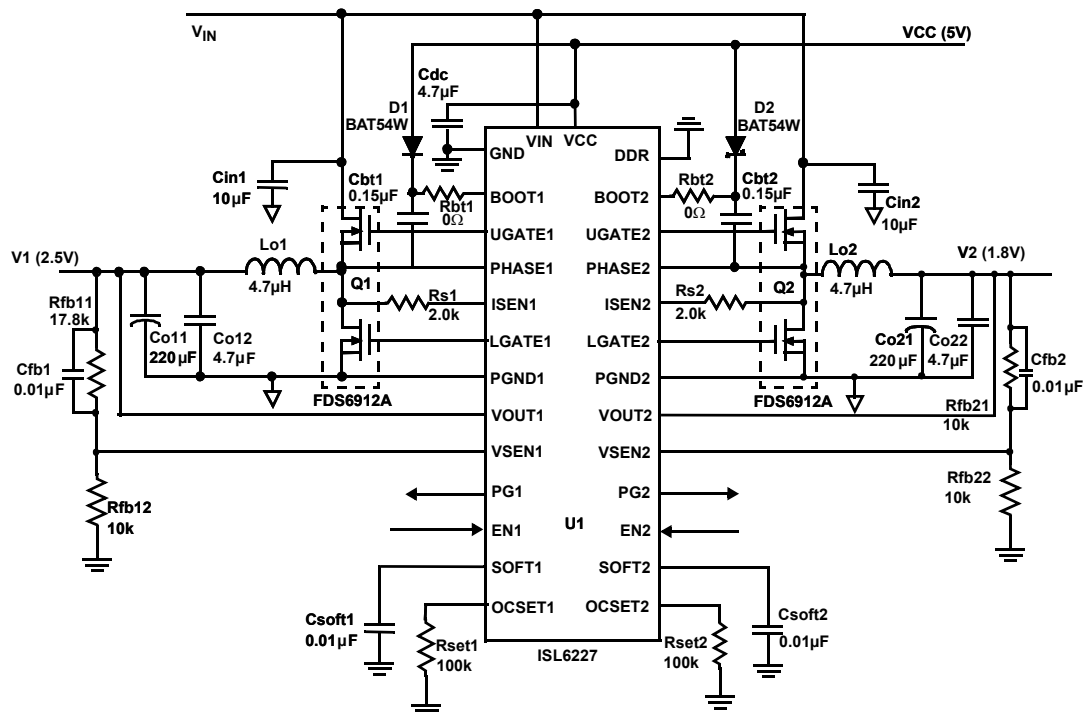 VIN
VCC (5V)
Cdc
4.7µF
D1
BAT54W
D2
BAT54W
VIN
VCC
GND
DDR
Cin1
10µF
Cbt1
0.15µF
Rbt1
0Ω
BOOT1
BOOT2
Rbt2
0Ω
Cbt2
0.15µF
Cin2
10µF
UGATE1
UGATE2
V1 (2.5V)
Lo1
4.7µH
PHASE1
PHASE2
Lo2
4.7µH
V2 (1.8V)
Q1
Rs1
2.0k
ISEN1
ISEN2
Rs2
2.0k
Q2
Rfb11
17.8k
Co11
220µF
Co12
4.7µF
LGATE1
LGATE2
Co21
220µF
Co22
4.7µF
Cfb1
0.01µF
Cfb2
0.01µF
PGND1
PGND2
FDS6912A
FDS6912A
VOUT1
VOUT2
Rfb21
10k
VSEN1
VSEN2
Rfb12
10k
Rfb22
10k
PG1
PG2
U1
EN1
EN2
SOFT1
SOFT2
Csoft1
0.01µF
OCSET1
OCSET2
Csoft2
0.01µF
Rset1
100k
Rset2
100k
ISL6227